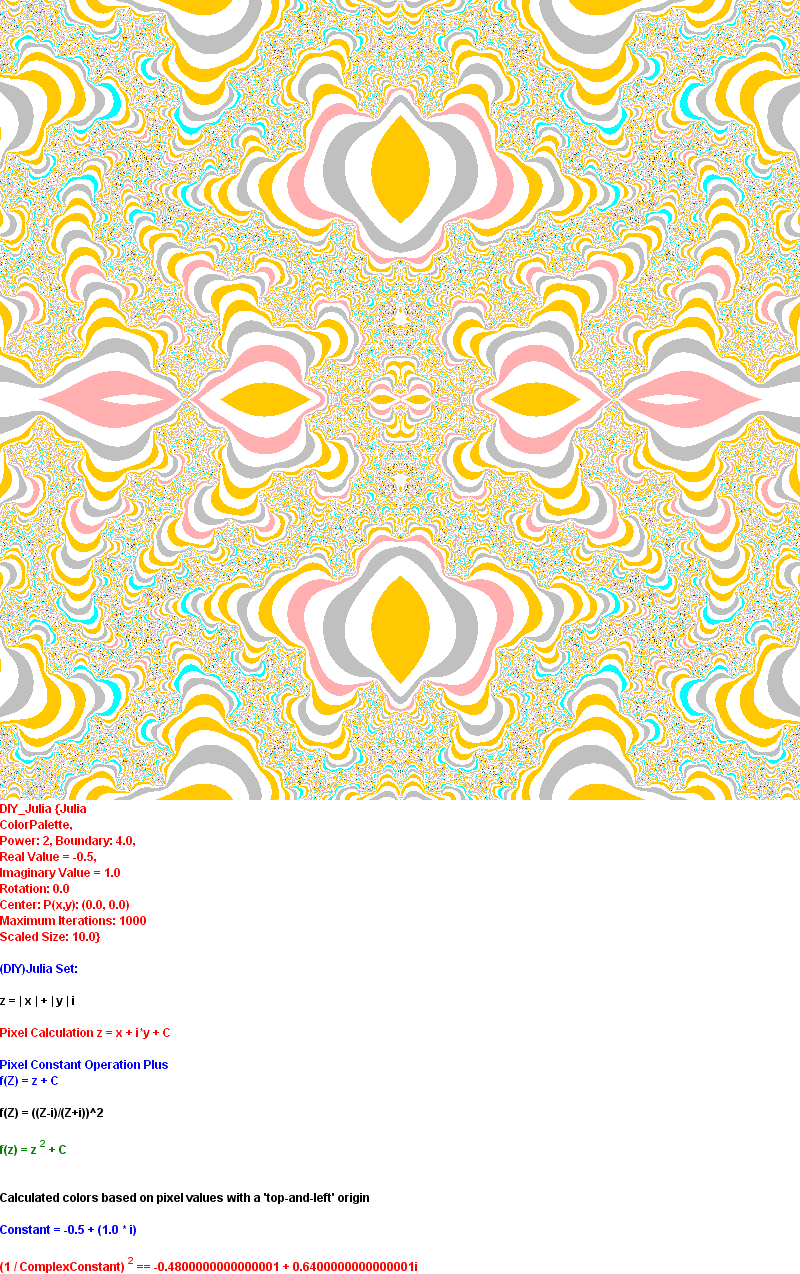 DIY_Julia {Julia
ColorPalette,
Power: 2, Boundary: 4.0,
Real Value = -0.5,
Imaginary Value = 1.0
Rotation: 0.0
Center: P(x,y): (0.0, 0.0)
Maximum Iterations: 1000
Scaled Size: 10.0}
(DIY)Julia Set:
z = | x | + | y | i
Pixel Calculation z = x + i*y + C
Pixel Constant Operation Plus
f(Z) = z + C
f(Z) = ((Z-i)/(Z+i))^2
f(z) = z ² + C
Calculated colors based on pixel values with a 'top-and-left' origin
Constant = -0.5 + (1.0 * i)
(1 / ComplexConstant) ² == -0.4800000000000001 + 0.6400000000000001i